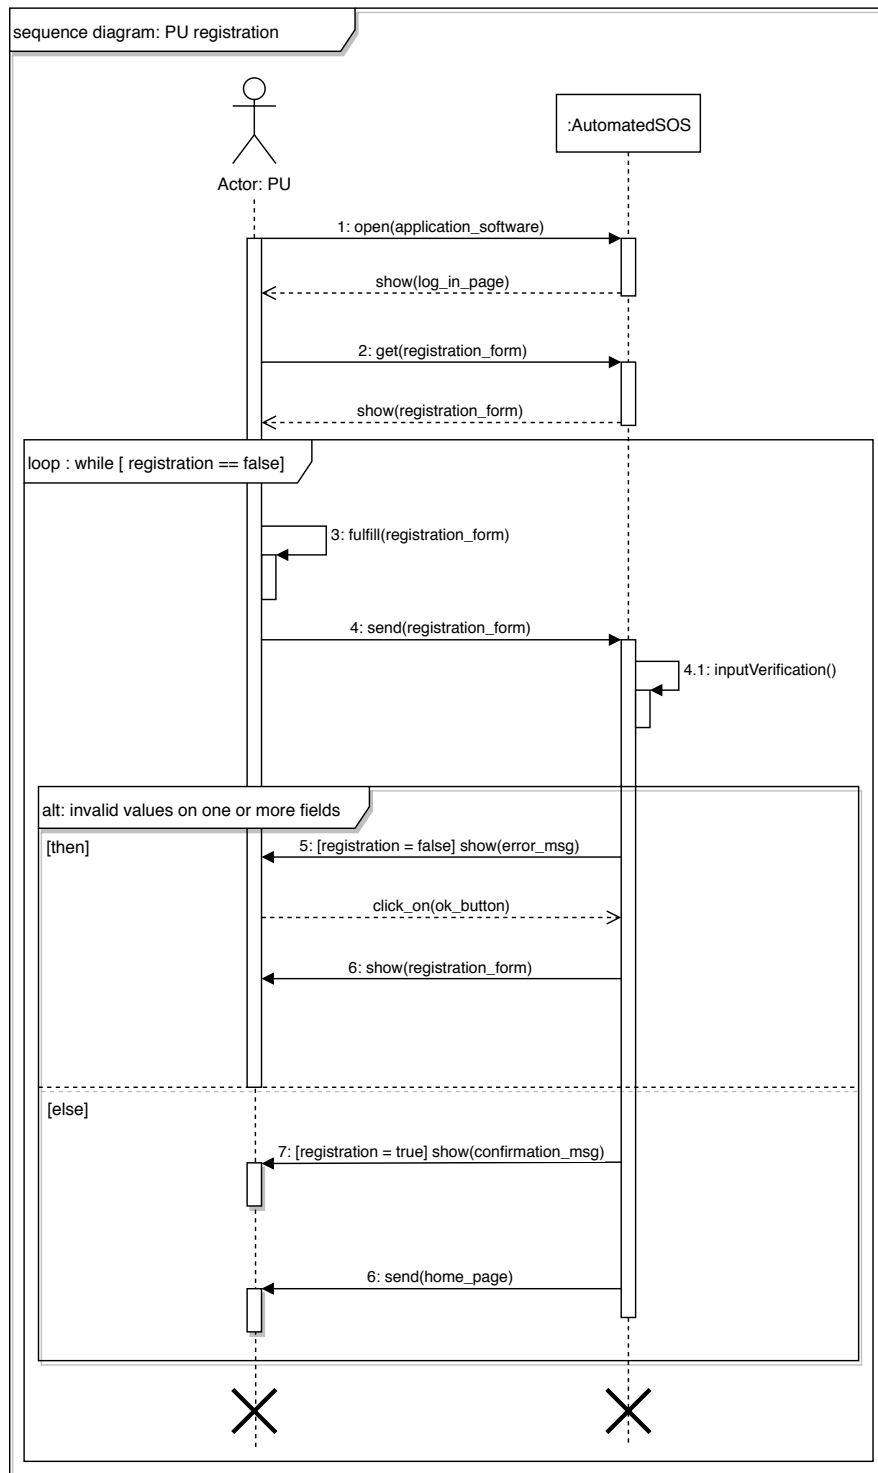 sequence diagram: PU registration
:AutomatedSOS
Actor: PU
1: open(application_software)
show(log_in_page)
2: get(registration_form)
show(registration_form)
loop : while [ registration == false]
3: fulfill(registration_form)
4: send(registration_form)
4.1: inputVerification()
alt: invalid values on one or more fields
[then]
5: [registration = false] show(error_msg)
click_on(ok_button)
6: show(registration_form)
[else]
7: [registration = true] show(confirmation_msg)
6: send(home_page)